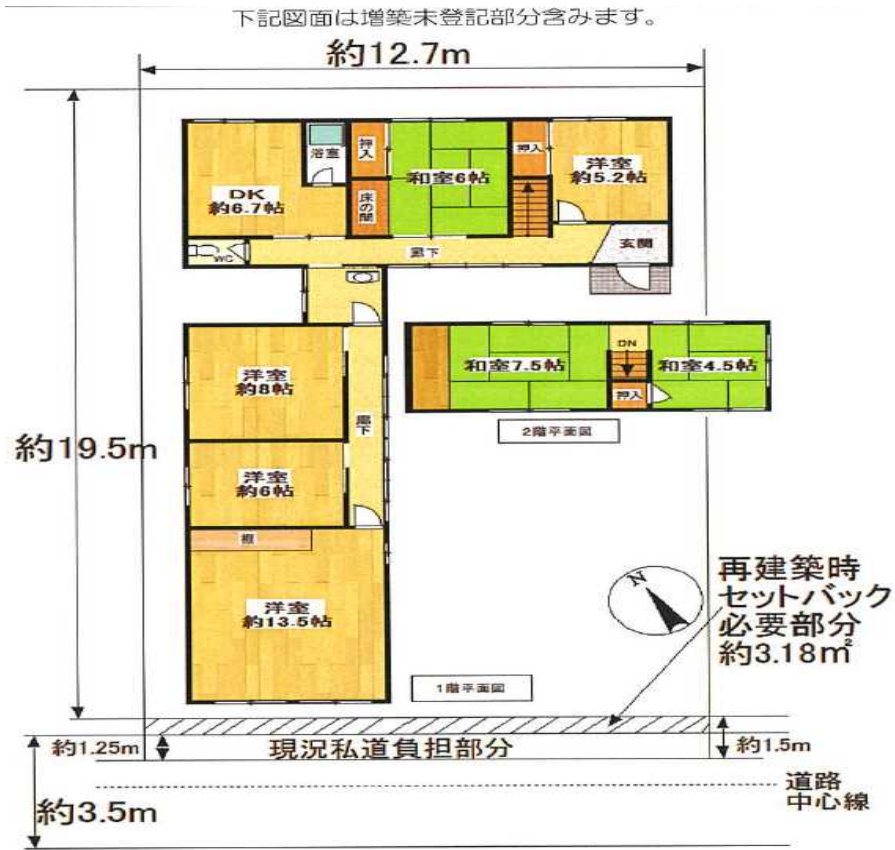 下記図面は増築未登記部分含みます。
約12.7m
浴室
押入
和室6帖
押入
洋室
約5.2帖
DK
約6.7帖
床の間
WC
廊下
玄関
洋室
約8帖
和室7.5帖
DN
和室4.5帖
押入
廊下
2階平面図
約19.5m
洋室
約6帖
棚
洋室
約13.5帖
N
再建築時
セットバック
必要部分
約3.18㎡
1階平面図
約1.25m
現況私道負担部分
約1.5m
道路
中心線
約3.5m